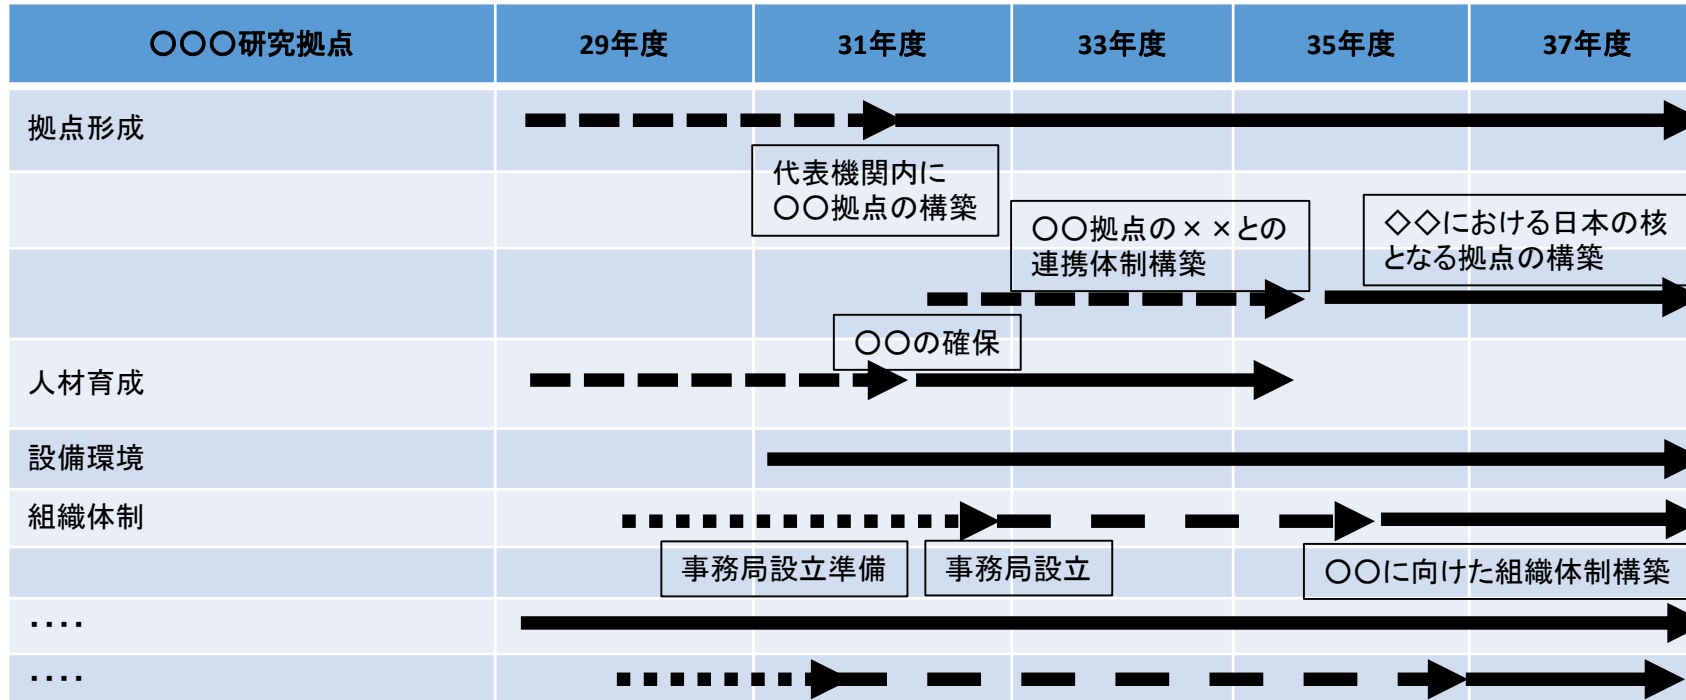 〇〇〇研究拠点
29年度
31年度
33年度
35年度
37年度
拠点形成
代表機関内に
〇〇拠点の構築
〇〇拠点の××との
連携体制構築
◇◇における日本の核
となる拠点の構築
〇〇の確保
人材育成
設備環境
組織体制
事務局設立準備
事務局設立
〇〇に向けた組織体制構築
・・・・
・・・・